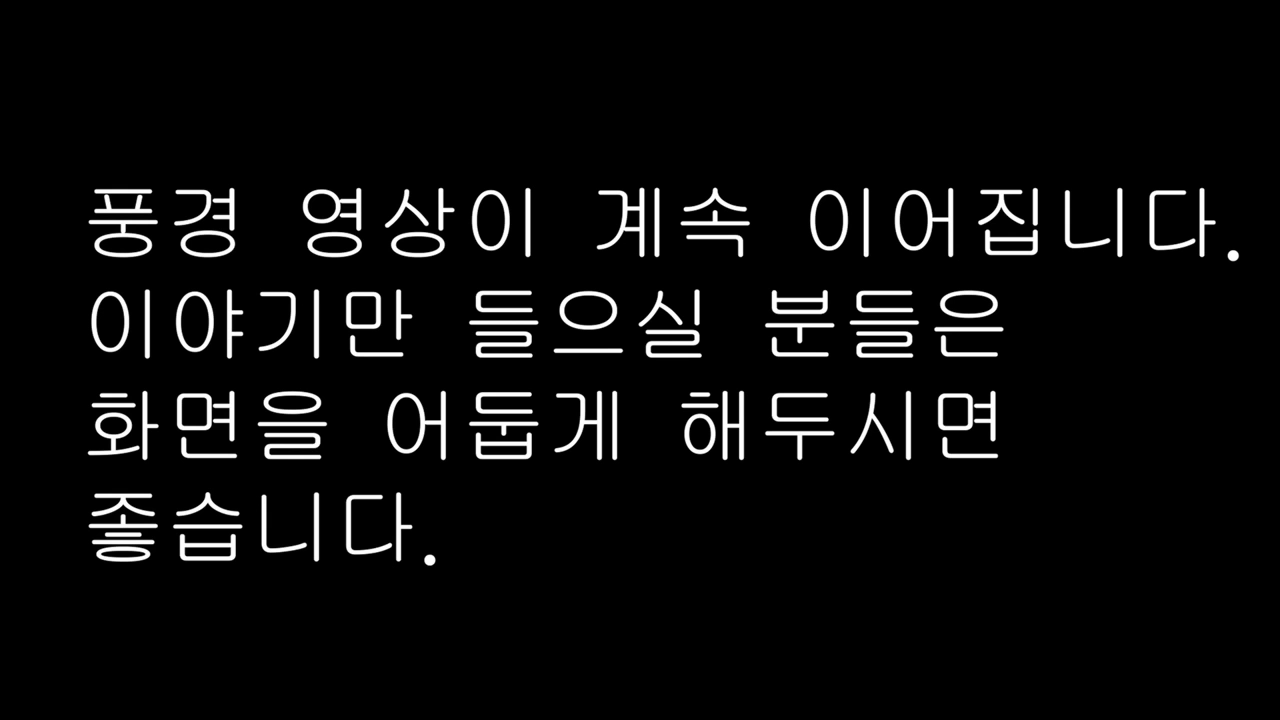 풍경 영상이 계속 이어집니다.
이야기만 들으실 분들은
화면을 어둡게 해두시면
좋습니다.